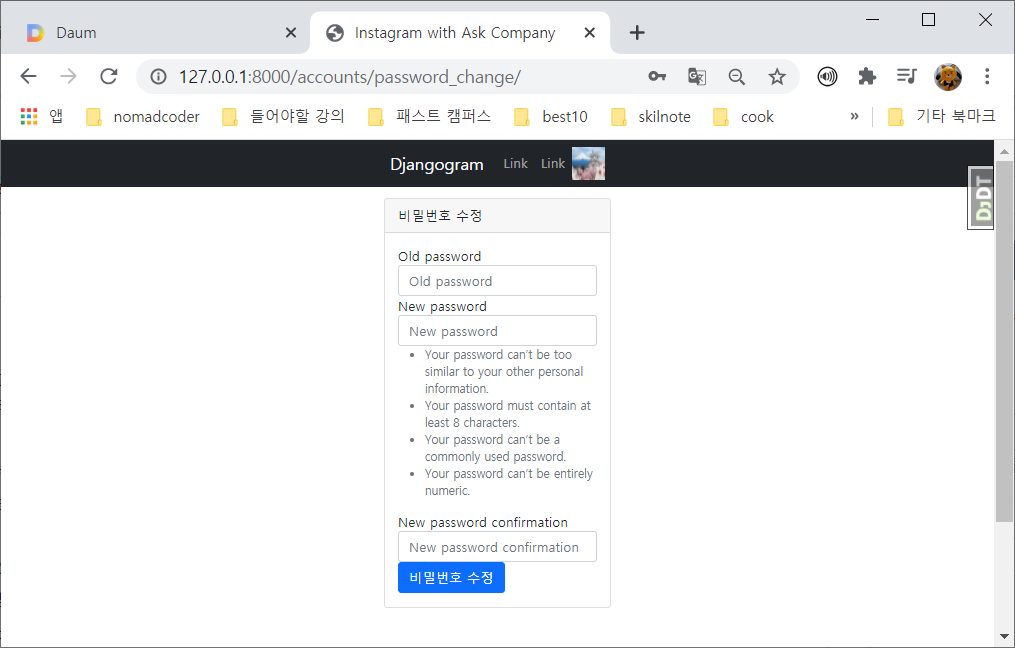 Daum
Instagram with Ask Company
127.0.0.1:8000/accounts/password_change/
앱 nomadcoder 들어야할 강의 패스트 캠퍼스 best10 skilnote cook » 기타 북마크
Djangogram Link Link
DjDT
비밀번호 수정
Old password
Old password
New password
New password
Your password can't be too
similar to your other personal
information.
Your password must contain at
least 8 characters.
Your password can't be a
commonly used password.
Your password can't be entirely
numeric.
New password confirmation
New password confirmation
비밀번호 수정